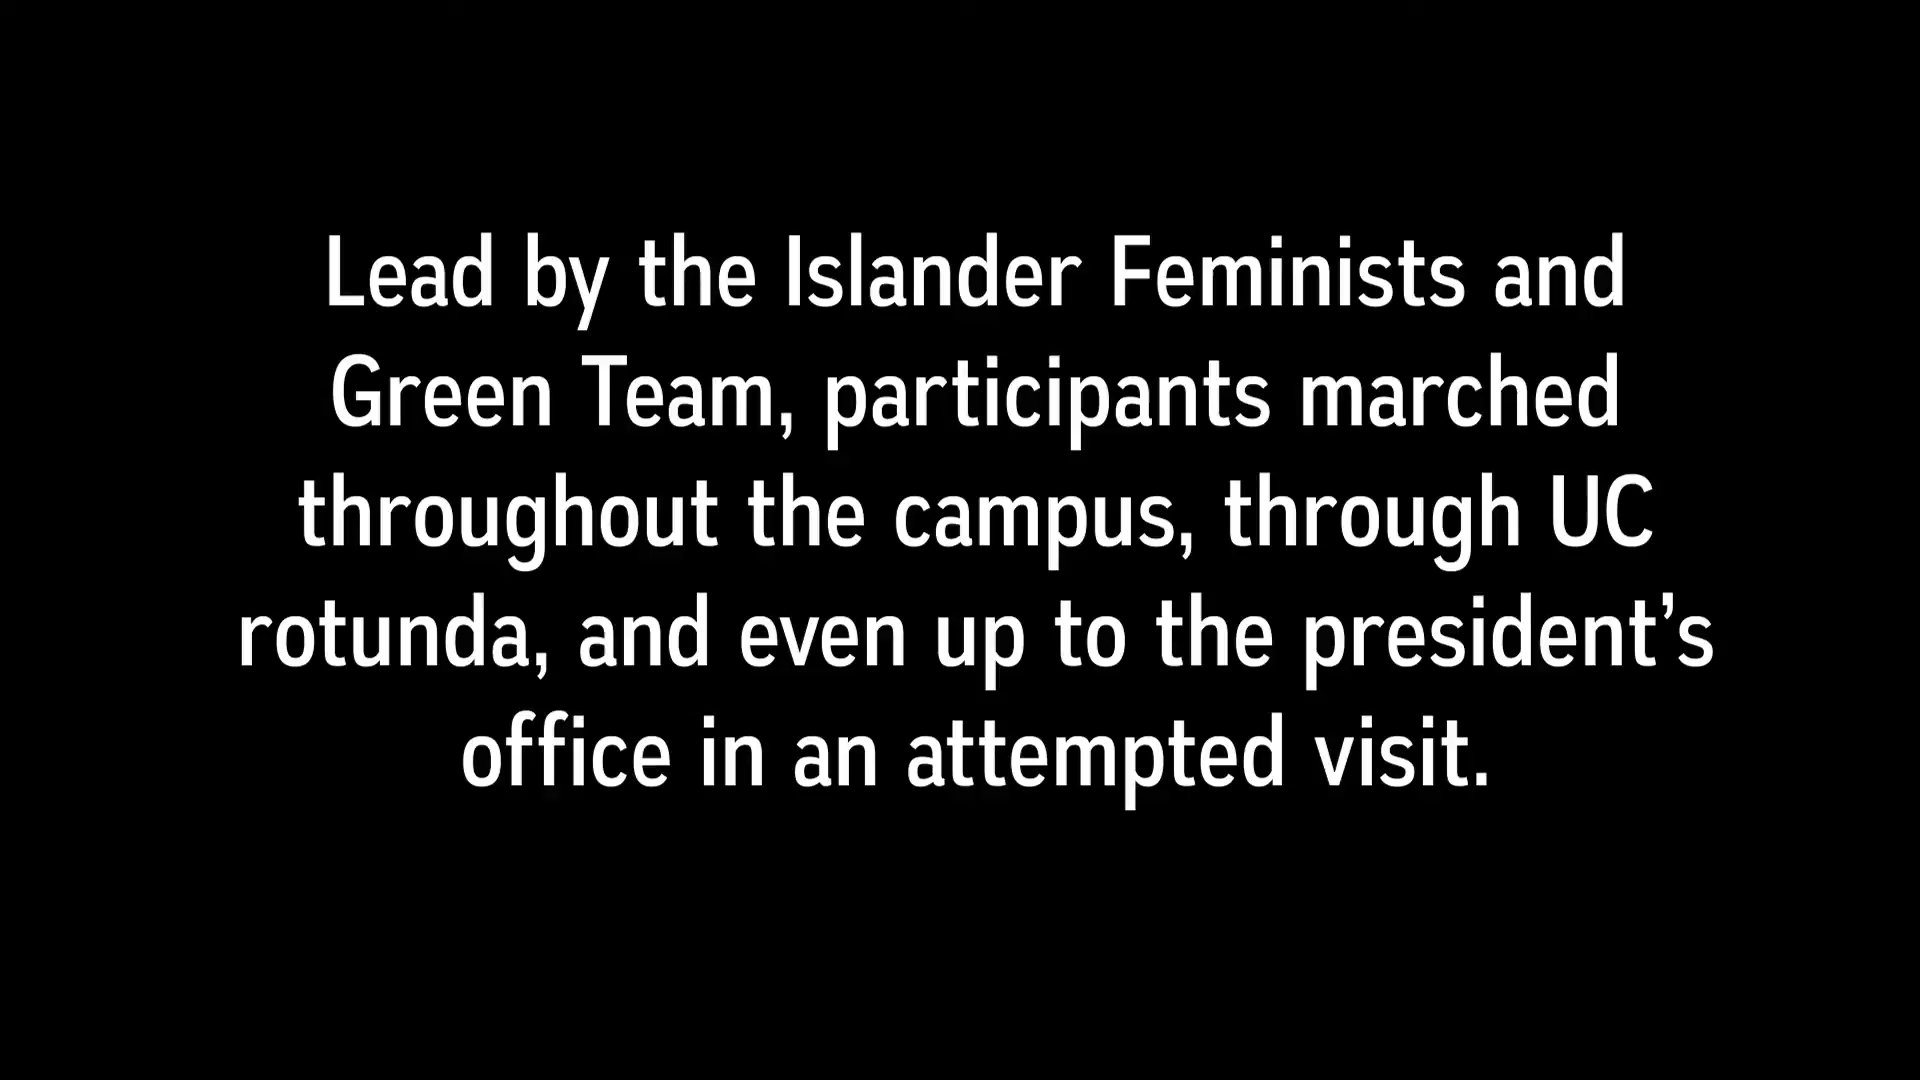 Lead by the Islander Feminists and
Green Team, participants marched
throughout the campus, through UC
rotunda, and even up to the president’s
office in an attempted visit.